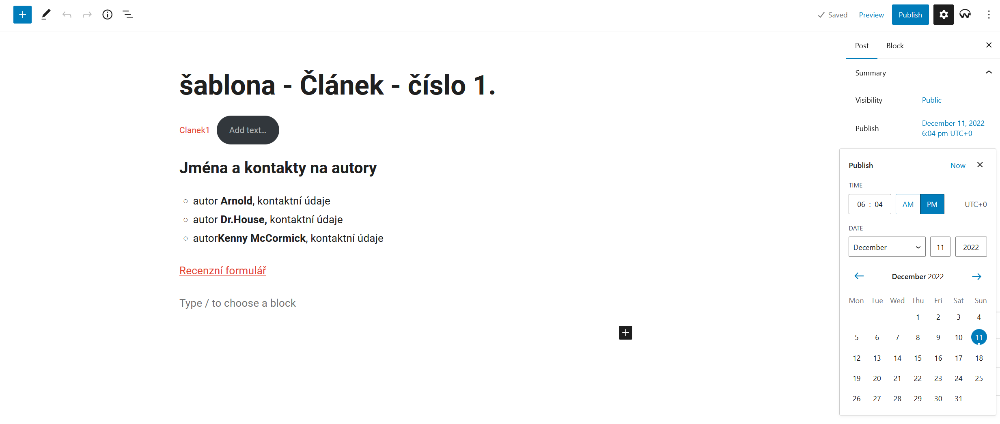 Saved Preview Publish
Post Block
šablona - Článek - číslo 1.
Clanek1 Add text...
Jména a kontakty na autory
autor Arnold, kontaktní údaje
autor Dr.House, kontaktní údaje
autorKenny McCormick, kontaktní údaje
Recenzní formulář
Type / to choose a block
Summary
Visibility Public
Publish December 11, 2022
6:04 pm UTC+0
Publish Now
TIME
06 : 04 AM PM UTC+0
DATE
December 11 2022
December 2022
Mon Tue Wed Thu Fri Sat Sun
1 2 3 4
5 6 7 8 9 10 11
12 13 14 15 16 17 18
19 20 21 22 23 24 25
26 27 28 29 30 31